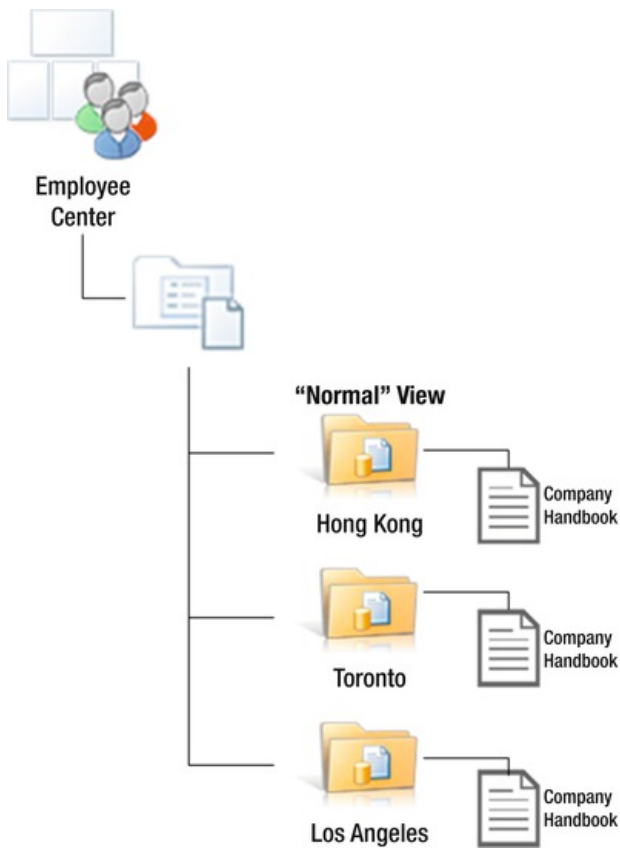 Employee
Center
“Normal” View
Hong Kong
Company
Handbook
Toronto
Company
Handbook
Los Angeles
Company
Handbook